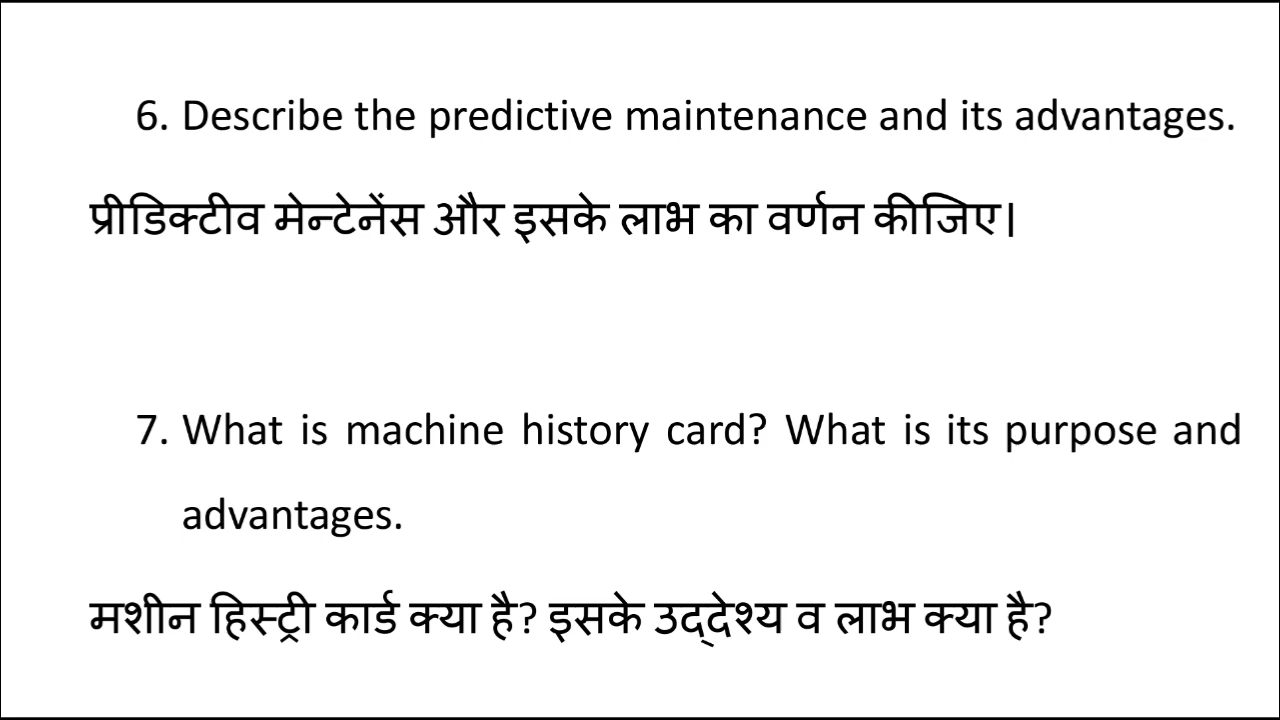 6. Describe the predictive maintenance and its advantages.
प्रीडिक्टीव मेन्टेनेंस और इसके लाभ का वर्णन कीजिए।
7. What is machine history card? What is its purpose and
advantages.
मशीन हिस्ट्री कार्ड क्या है? इसके उद्‌देश्य व लाभ क्या है?